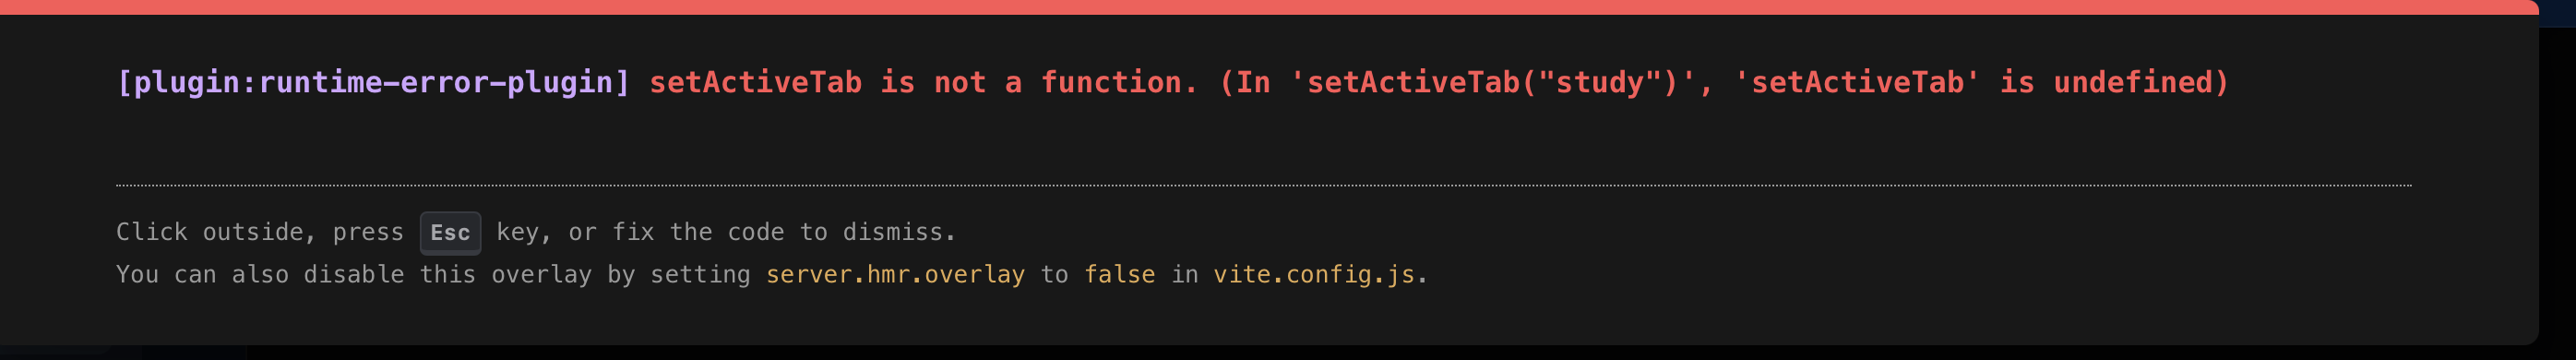 [plugin:runtime-error-plugin] setActiveTab is not a function. (In 'setActiveTab("study")', 'setActiveTab' is undefined)
Click outside, press Esc key, or fix the code to dismiss.
You can also disable this overlay by setting server.hmr.overlay to false in vite.config.js.